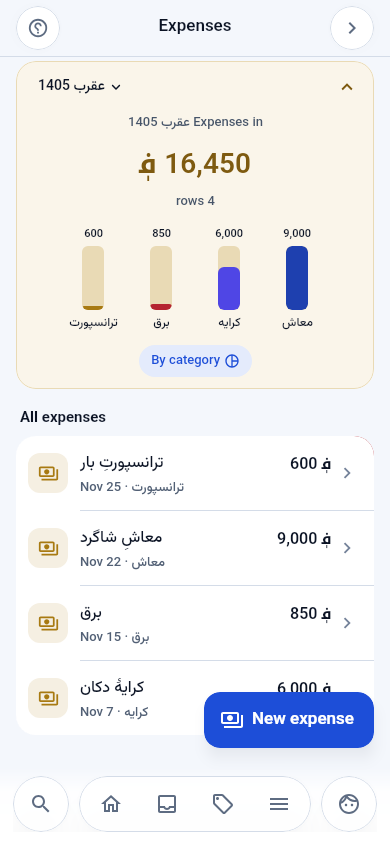 Expenses
عقرب 1405
عقرب 1405 Expenses in
؋ 16,450
rows 4
600 850 6,000 9,000
ترانسپورت برق کرایه معاش
By category
All expenses
ترانسپورتِ بار
؋ 600
Nov 25 · ترانسپورت
معاشِ شاگرد
؋ 9,000
Nov 22 · معاش
برق
؋ 850
Nov 15 · برق
کرایهٔ دکان
؋ 6,000
Nov 7 · کرایه
New expense